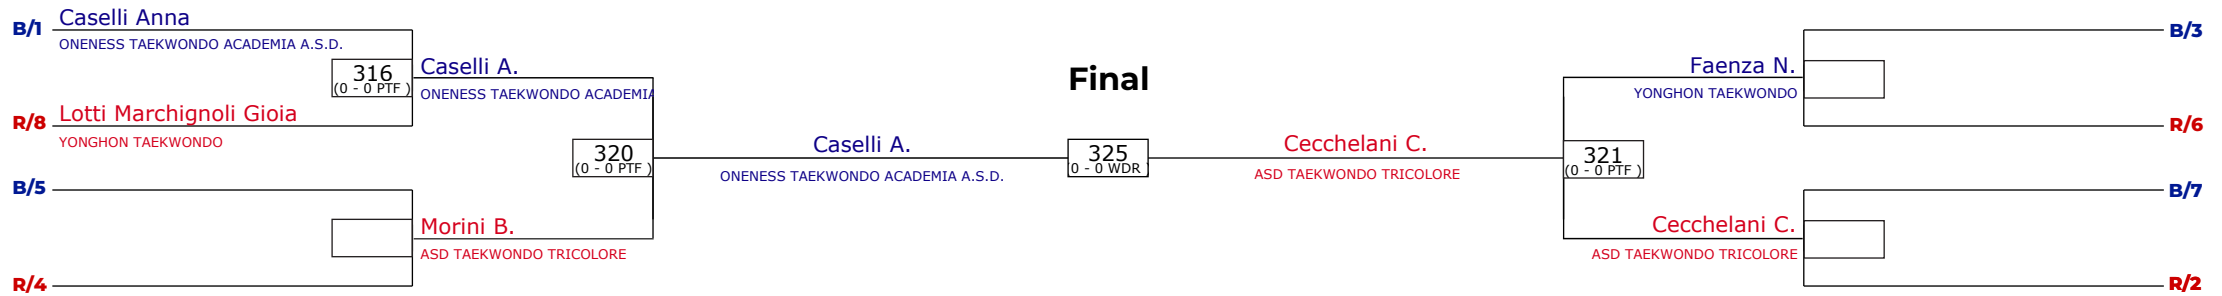 B/1
Caselli Anna
ONENESS TAEKWONDO ACADEMIA A.S.D.
316
(0 - 0 PTF )
R/8
Lotti Marchignoli Gioia
YONGHON TAEKWONDO
Caselli A.
ONENESS TAEKWONDO ACADEMIA
320
(0 - 0 PTF )
B/5
R/4
Morini B.
ASD TAEKWONDO TRICOLORE
Caselli A.
ONENESS TAEKWONDO ACADEMIA A.S.D.
Final
325
0 - 0 WDR )
Cecchelani C.
ASD TAEKWONDO TRICOLORE
Faenza N.
YONGHON TAEKWONDO
321
(0 - 0 PTF )
Cecchelani C.
ASD TAEKWONDO TRICOLORE
B/3
R/6
B/7
R/2